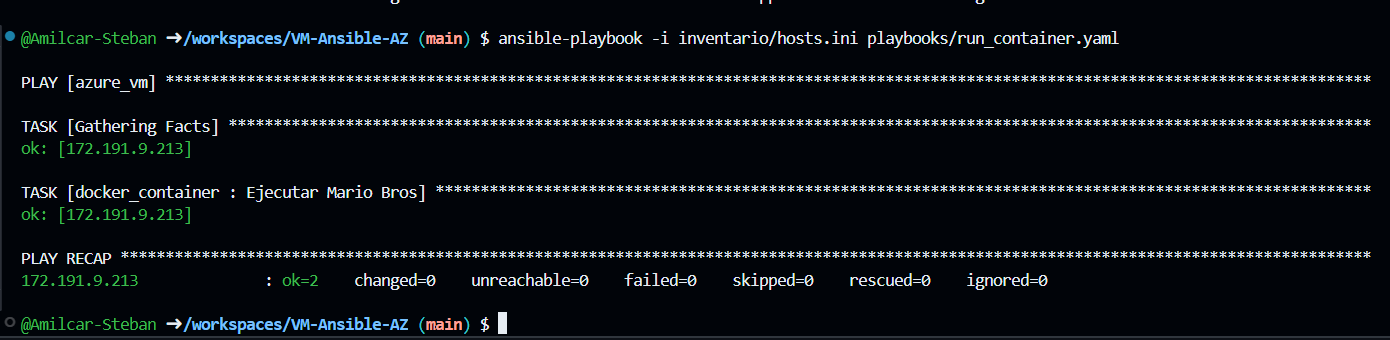 @Amilcar-Steban ➜/workspaces/VM-Ansible-AZ (main) $ ansible-playbook -i inventario/hosts.ini playbooks/run_container.yaml
PLAY [azure_vm] ****************************************************************************************************************************************
TASK [Gathering Facts] *********************************************************************************************************************************
ok: [172.191.9.213]
TASK [docker_container : Ejecutar Mario Bros] **********************************************************************************************************
ok: [172.191.9.213]
PLAY RECAP *********************************************************************************************************************************************
172.191.9.213 : ok=2 changed=0 unreachable=0 failed=0 skipped=0 rescued=0 ignored=0
@Amilcar-Steban ➜/workspaces/VM-Ansible-AZ (main) $